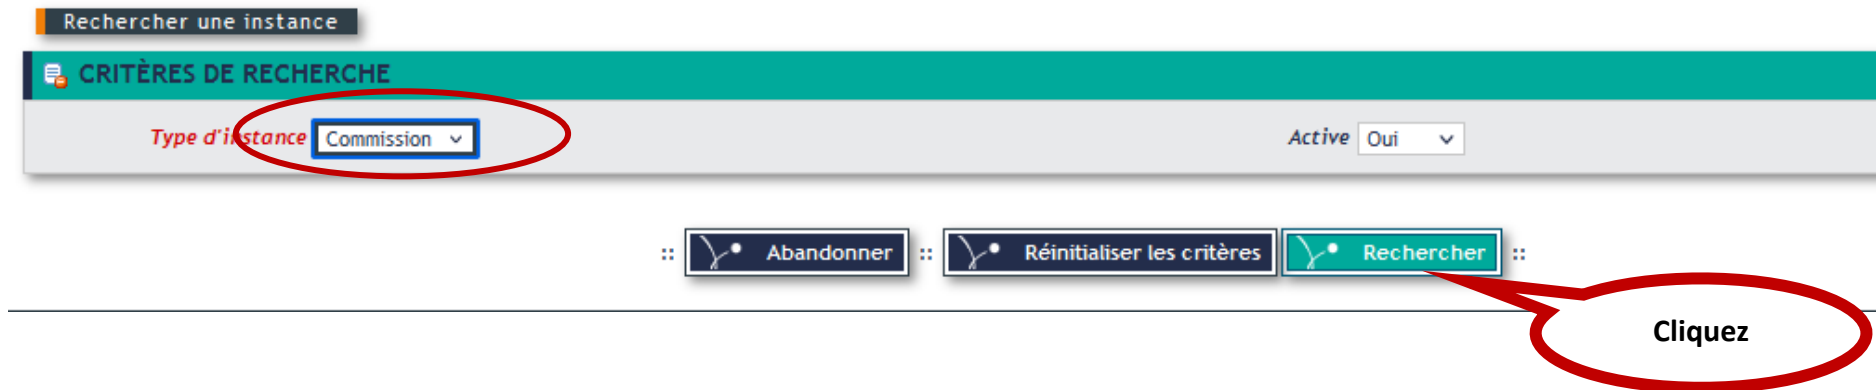 Rechercher une instance
CRITÈRES DE RECHERCHE
Type d'instance Commission Active Oui
:: Abandonner :: Réinitialiser les critères Rechercher ::
Cliquez